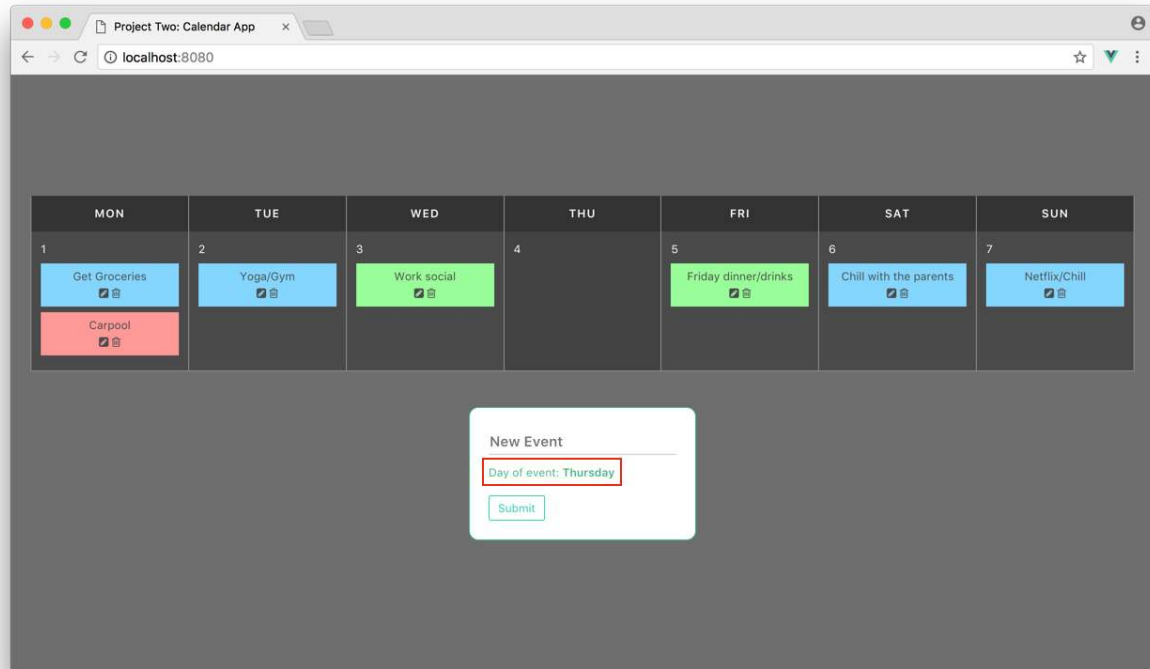 Project Two: Calendar App
localhost:8080
MON TUE WED THU FRI SAT SUN
1 2 3 4 5 6 7
Get Groceries Yoga/Gym Work social Friday dinner/drinks Chill with the parents Netflix/Chill
Carpool
New Event
Day of event: Thursday
Submit